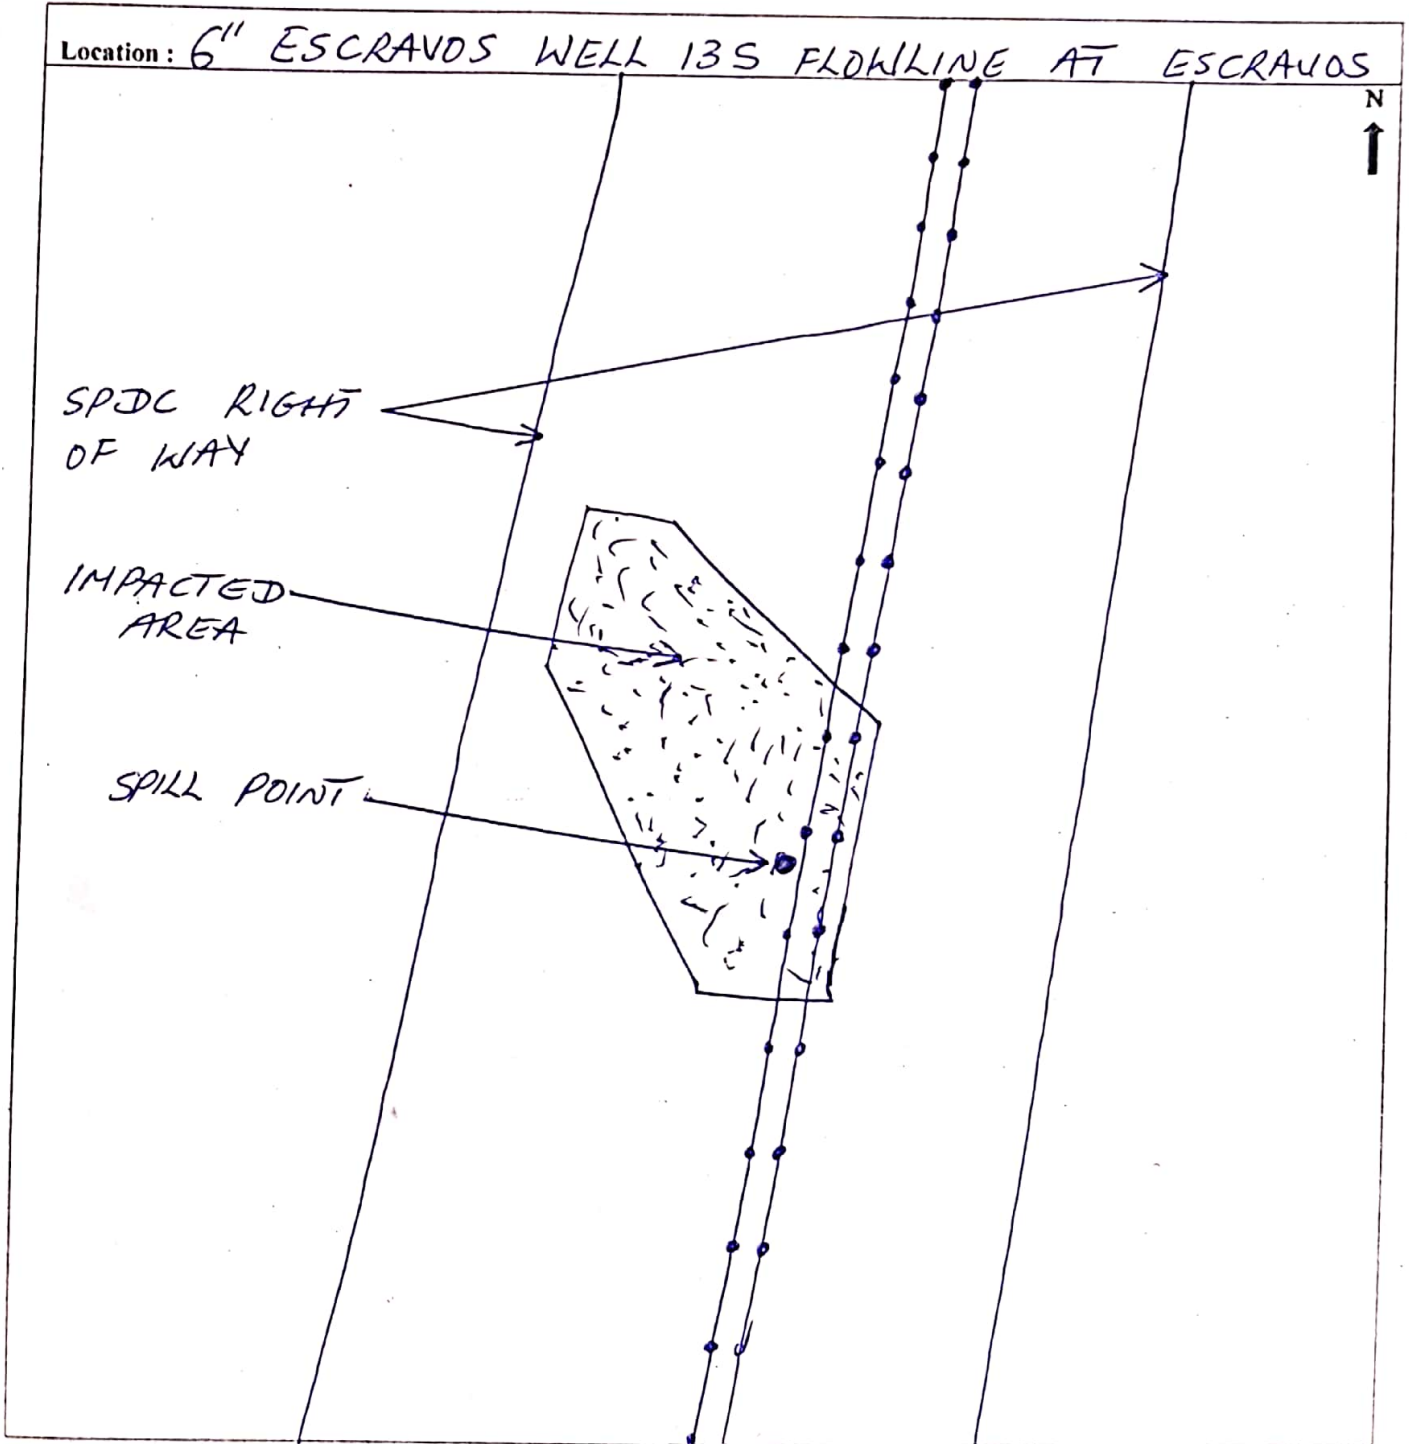 Location : 6" ESCRAVOS WELL 13S FLOWLINE AT ESCRAVOS
N
SPDC RIGHT
OF WAY
IMPACTED
AREA
SPILL POINT